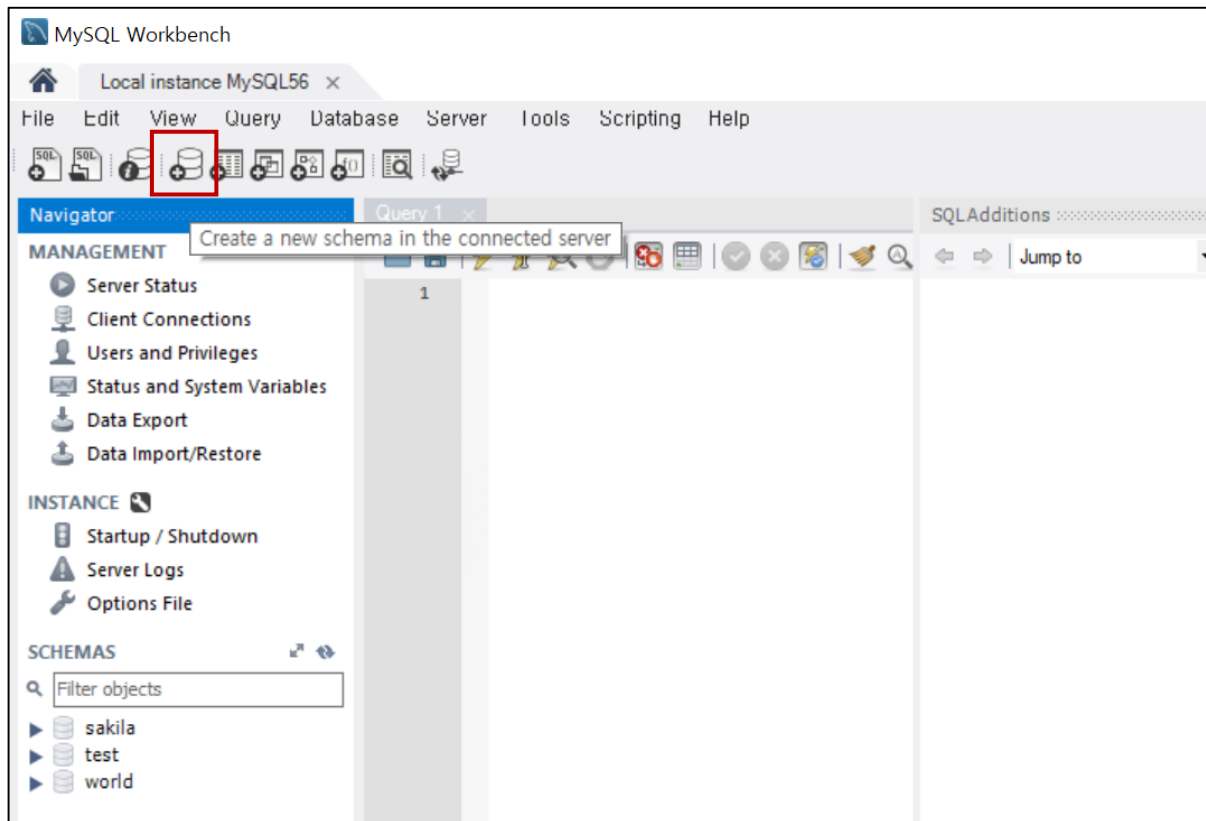 MySQL Workbench
Local instance MySQL56
File Edit View Query Database Server Tools Scripting Help
SQL SQL
Navigator
Query 1
SQLAdditions
Create a new schema in the connected server
MANAGEMENT
Jump to
Server Status
1
Client Connections
Users and Privileges
Status and System Variables
Data Export
Data Import/Restore
INSTANCE
Startup / Shutdown
Server Logs
Options File
SCHEMAS
Filter objects
sakila
test
world